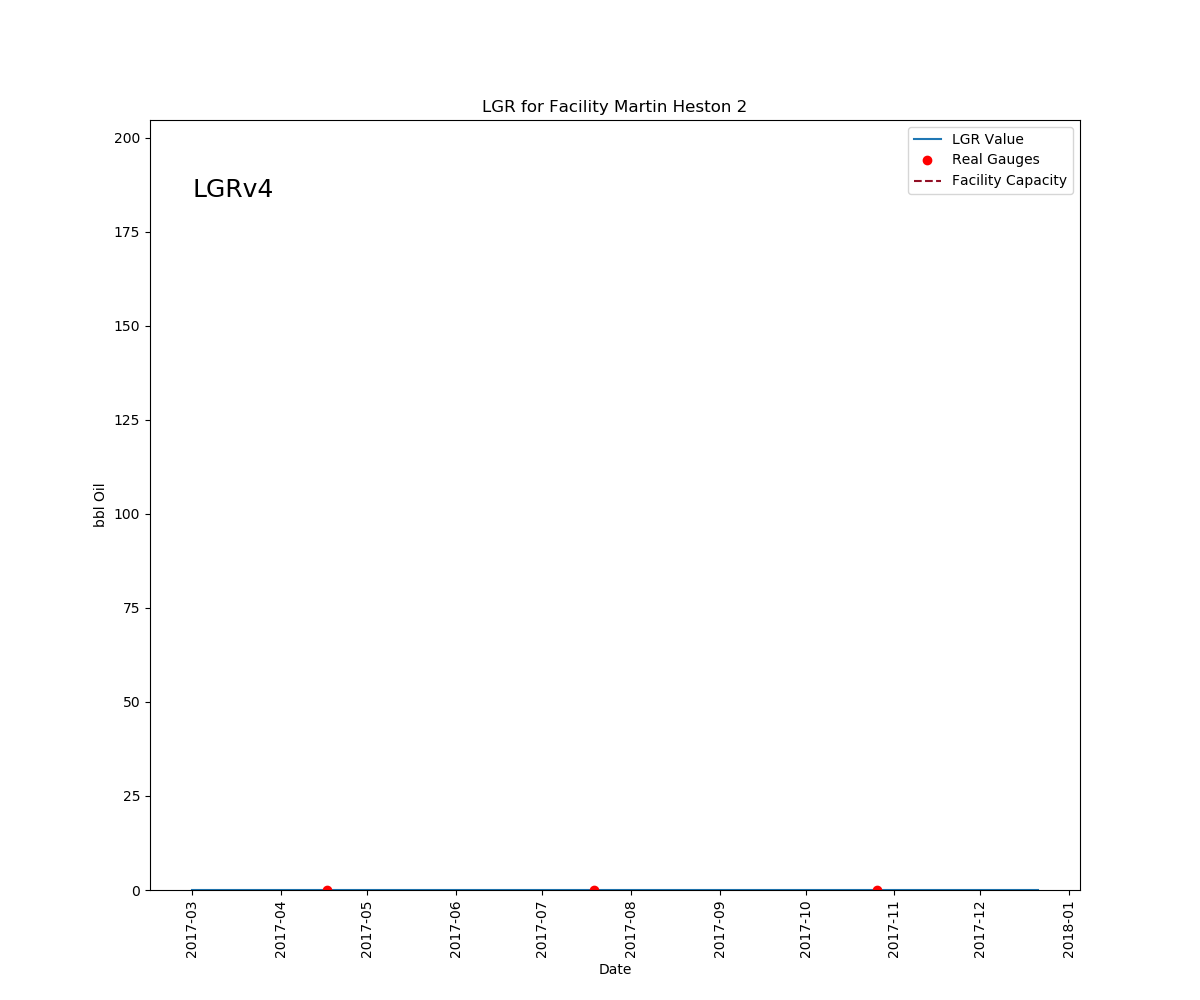 LGR for Facility Martin Heston 2
LGRv4
LGR Value
Real Gauges
Facility Capacity
200
175
150
125
100
75
50
25
0
bbl Oil
2017-03
2017-04
2017-05
2017-06
2017-07
2017-08
2017-09
2017-10
2017-11
2017-12
2018-01
Date